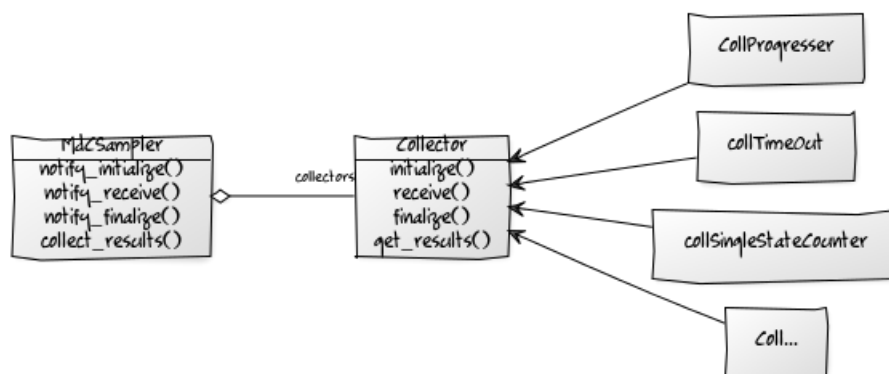 MdCSampler
notify_initialize()
notify_receive()
notify_finalize()
collect_results()
collectors
Collector
initialize()
receive()
finalize()
get_results()
CollProgresser
collTimeOut
collSingleStateCounter
Coll...